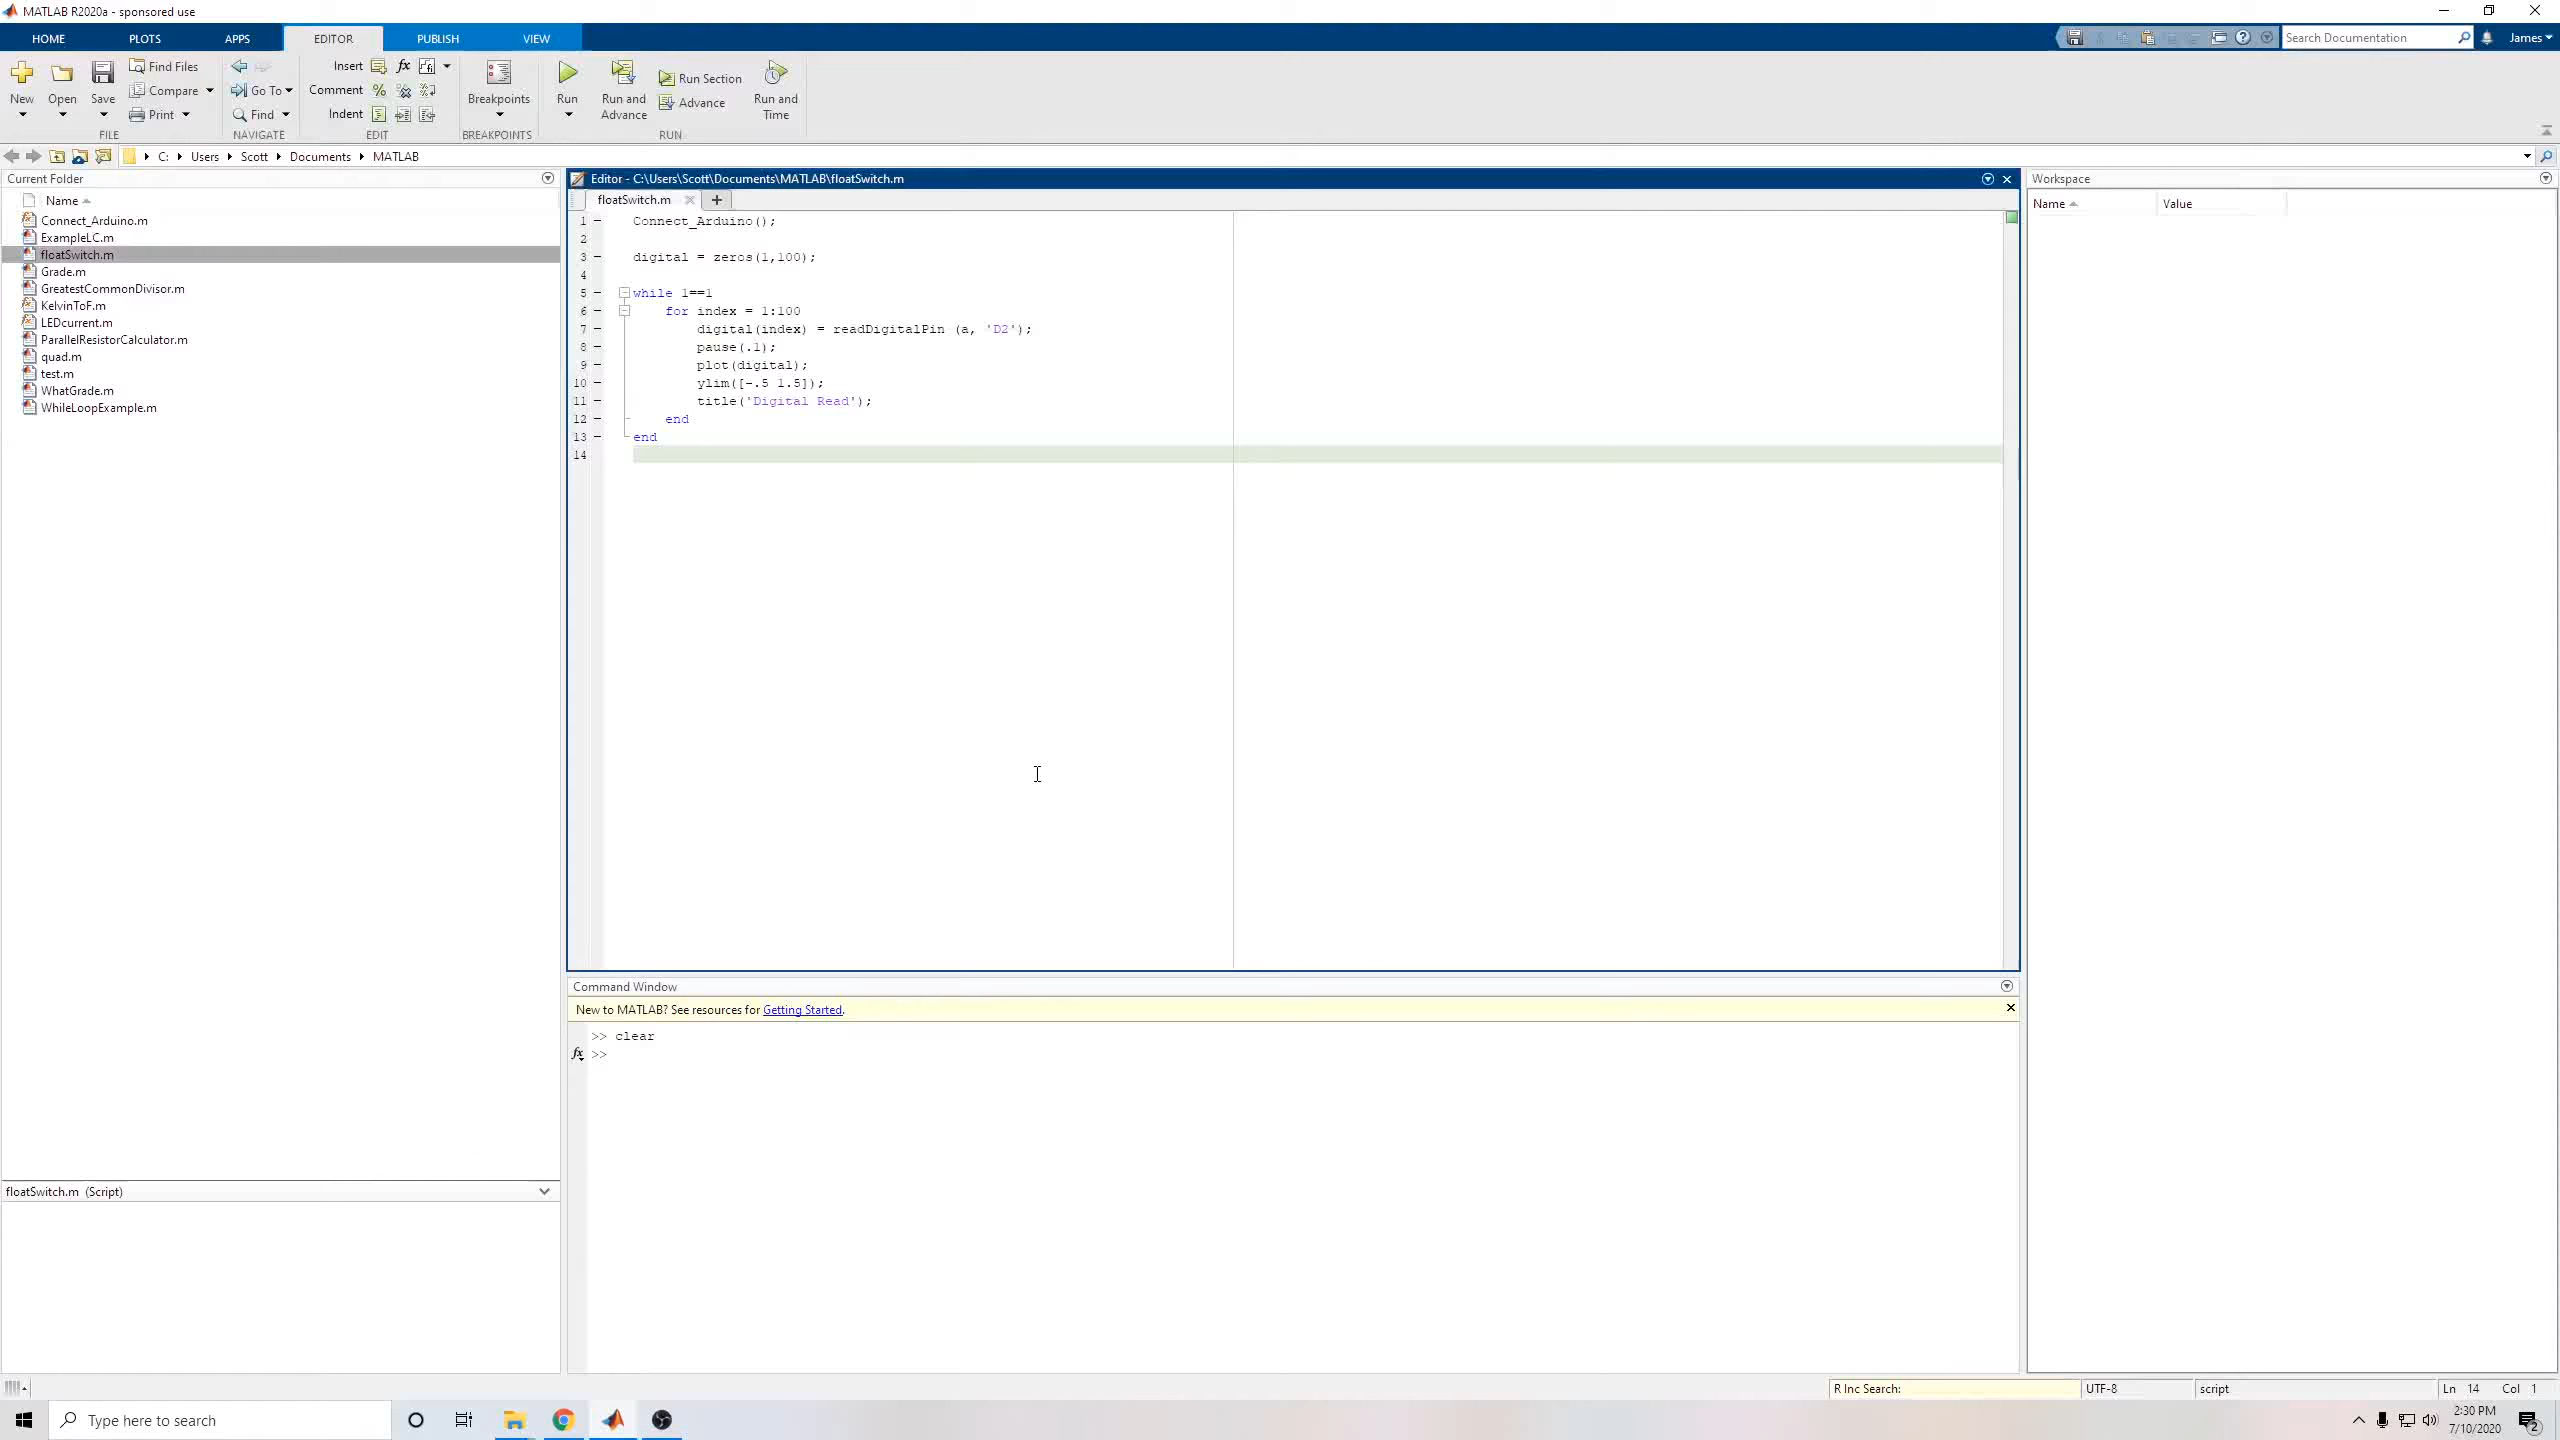 MATLAB R2020a - sponsored use
HOME PLOTS APPS EDITOR PUBLISH VIEW
Search Documentation James
New Open Save Find Files Compare Print
Go To Find
Insert fx
Comment %
Indent
Breakpoints Run Run and Advance Run Section Advance Run and Time
FILE NAVIGATE EDIT BREAKPOINTS RUN
C: Users Scott Documents MATLAB
Current Folder
Name
Connect_Arduino.m
ExampleLC.m
floatSwitch.m
Grade.m
GreatestCommonDivisor.m
KelvinToF.m
LEDcurrent.m
ParallelResistorCalculator.m
quad.m
test.m
WhatGrade.m
WhileLoopExample.m
floatSwitch.m (Script)
Editor - C:\Users\Scott\Documents\MATLAB\floatSwitch.m
floatSwitch.m +
1 – Connect_Arduino();
2
3 – digital = zeros(1,100);
4
5 – while 1==1
6 – for index = 1:100
7 – digital(index) = readDigitalPin (a, 'D2');
8 – pause(.1);
9 – plot(digital);
10 – ylim([-.5 1.5]);
11 – title('Digital Read');
12 – end
13 – end
14
Command Window
New to MATLAB? See resources for Getting Started.
>> clear
fx >>
Workspace
Name Value
R Inc Search: UTF-8 script Ln 14 Col 1
Type here to search
2:30 PM
7/10/2020
2